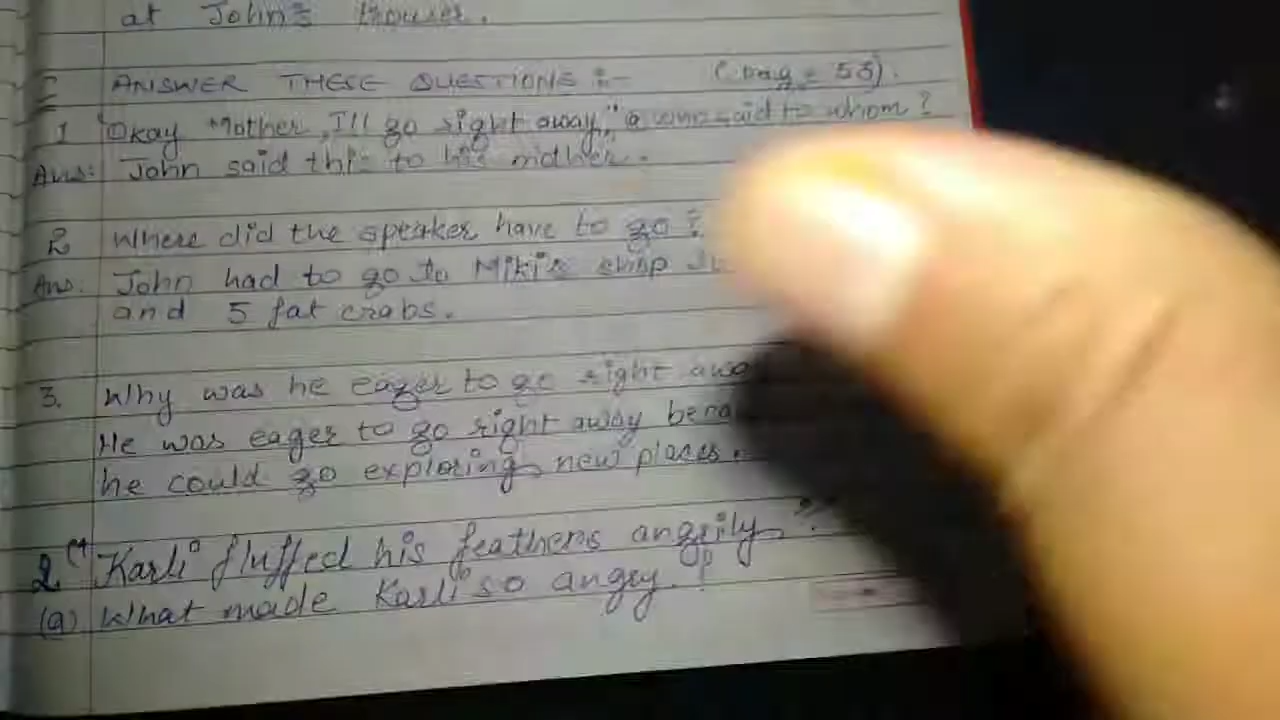 at John's house.
C ANSWER THESE QUESTIONS :- (pag = 55).
1 "Okay Mother, I'll go right away," a who said to whom?
Ans: John said this to his mother.
2 Where did the speaker have to go?
Ans. John had to go to Miki's shop
and 5 fat crabs.
3. Why was he eager to go right
He was eager to go right away
he could go exploring new places.
2. " Karli fluffed his feathers angrily."
(a) What made Karli so angry?